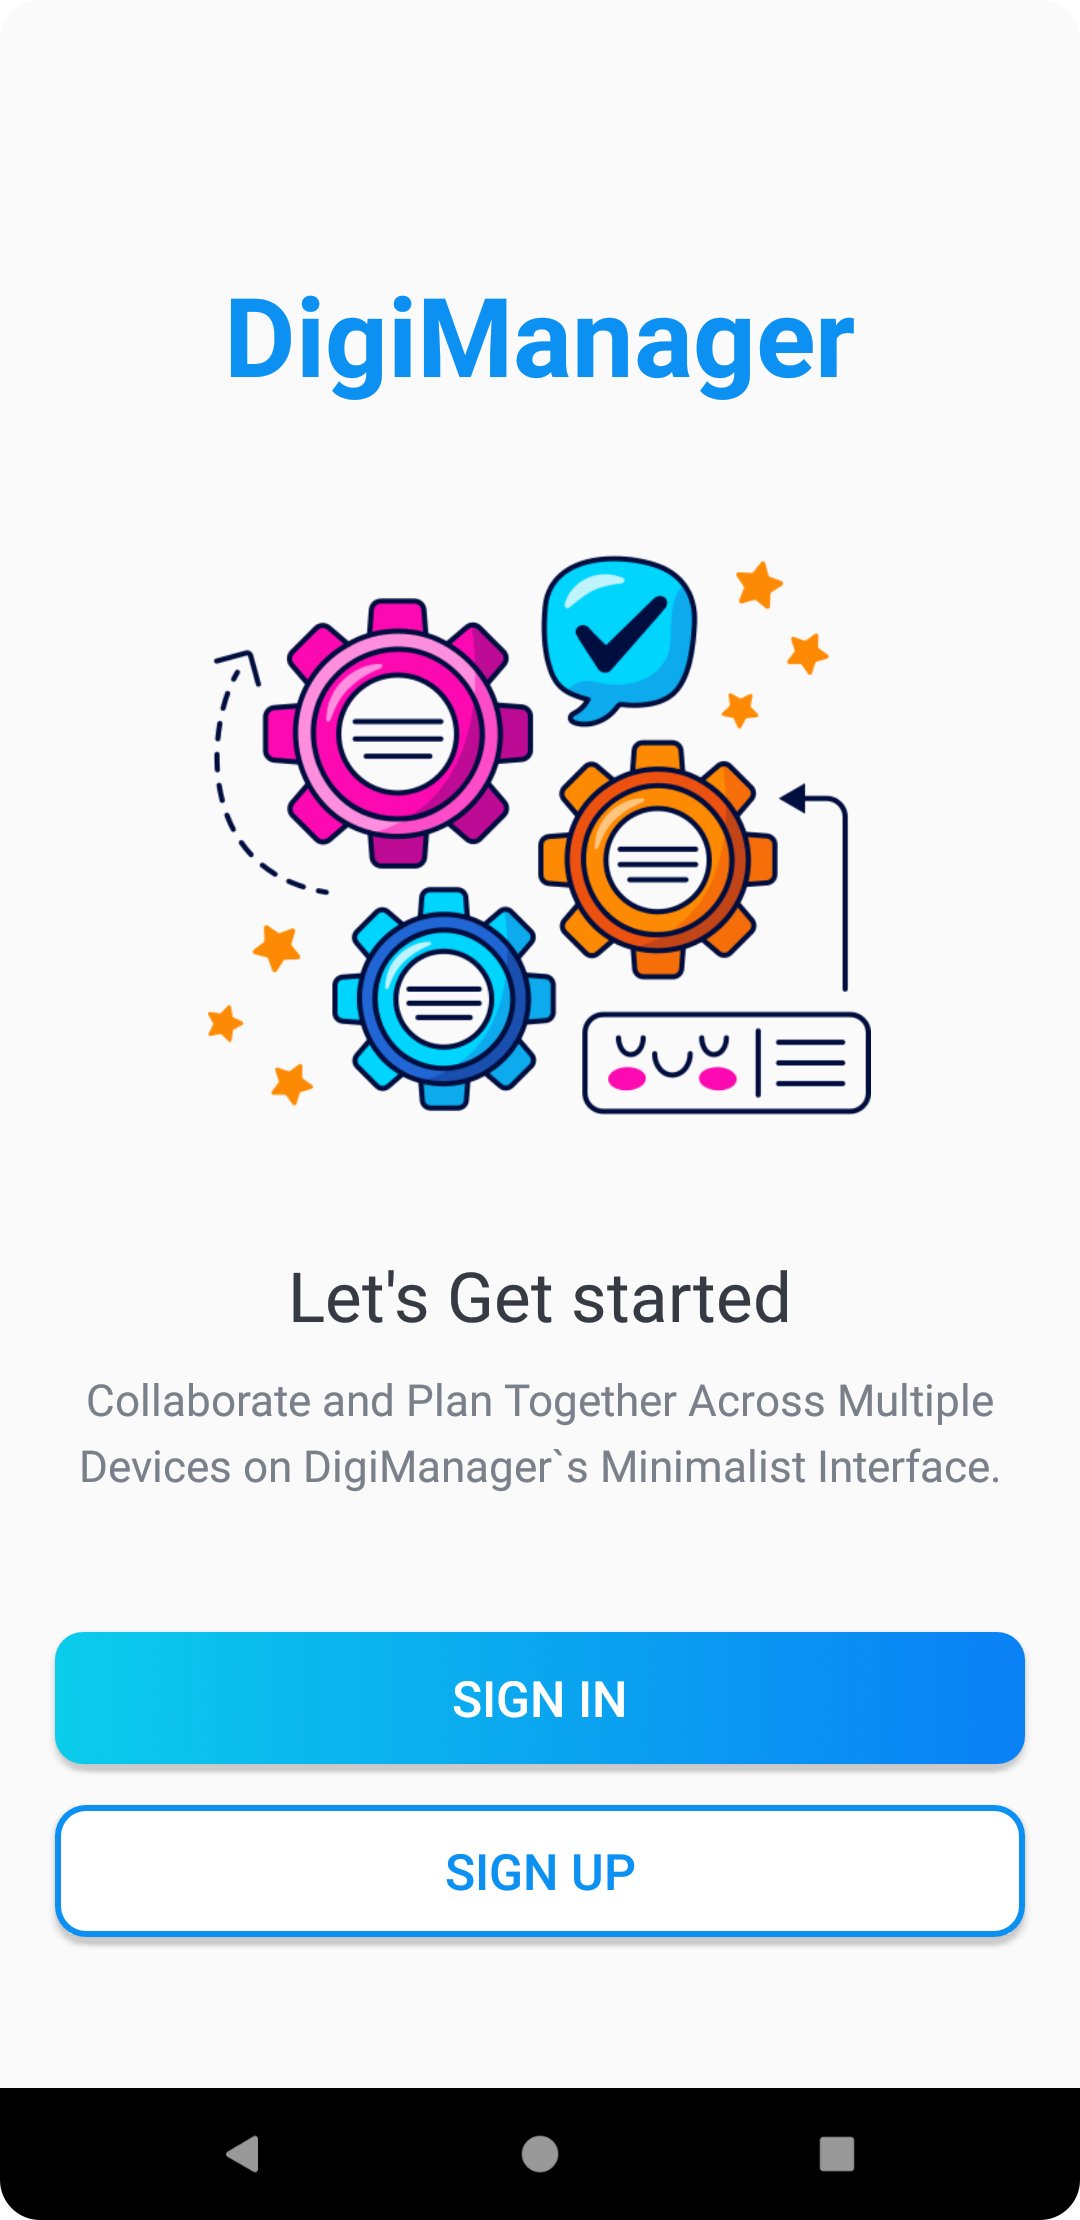 DigiManager
Let's Get started
Collaborate and Plan Together Across Multiple
Devices on DigiManager`s Minimalist Interface.
SIGN IN
SIGN UP